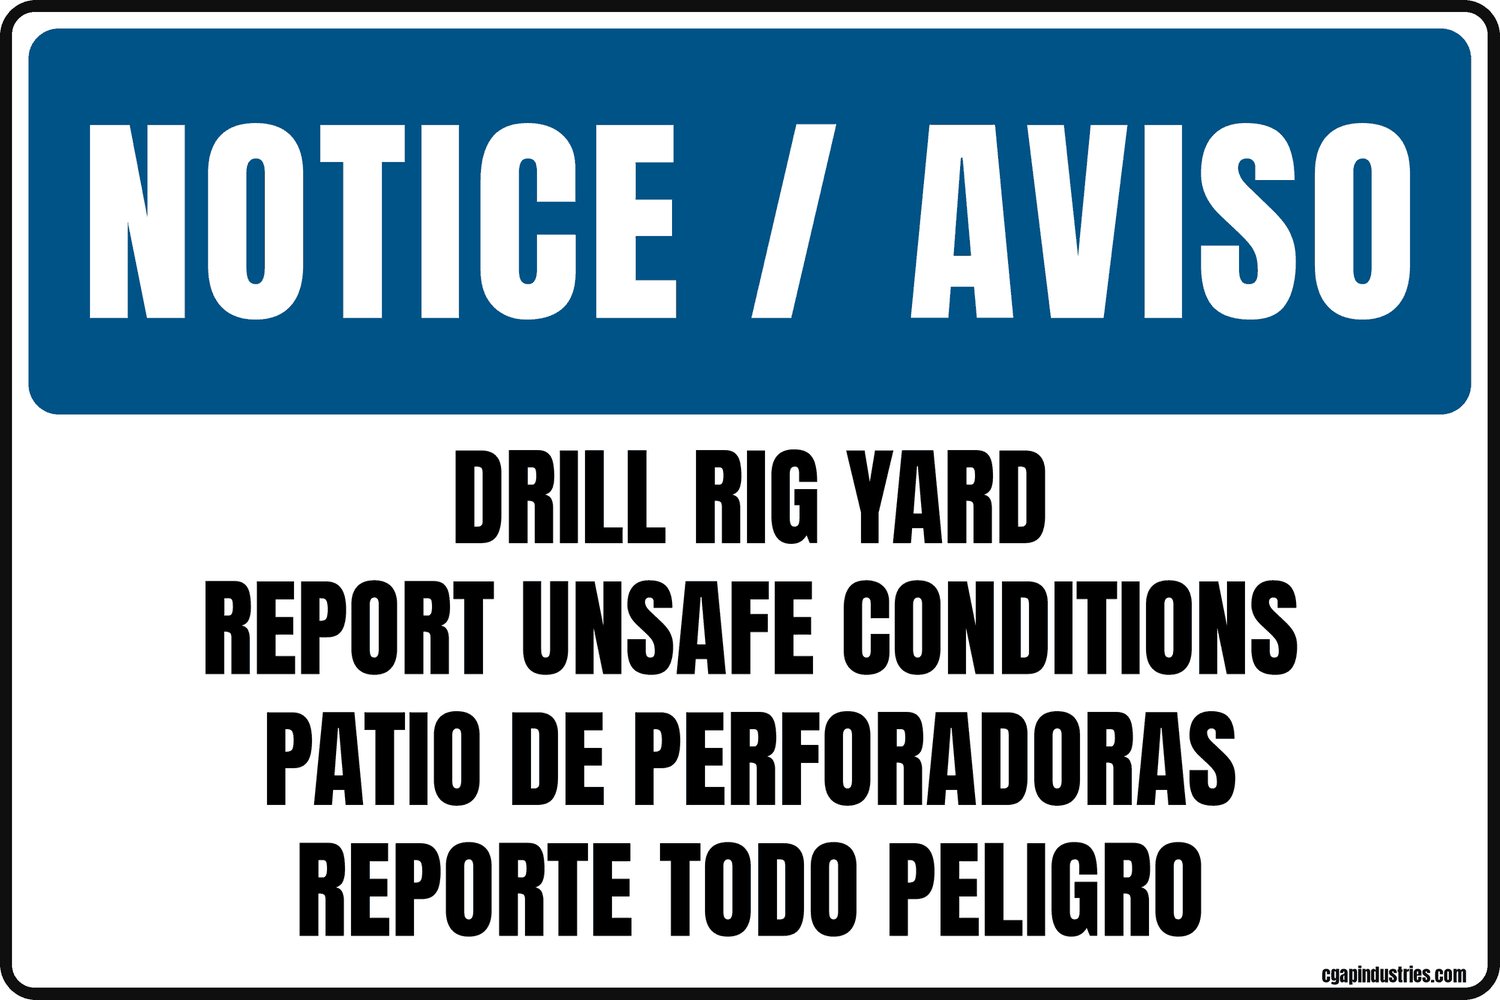 NOTICE / AVISO
DRILL RIG YARD
REPORT UNSAFE CONDITIONS
PATIO DE PERFORADORAS
REPORTE TODO PELIGRO
cgapindustries.com